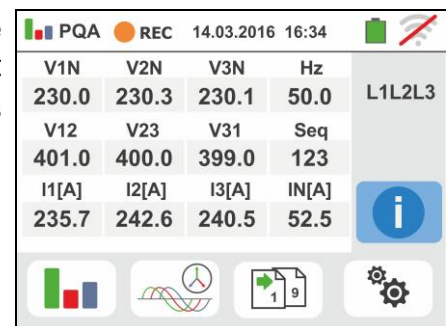 PQA REC 14.03.2016 16:34
V1N V2N V3N Hz
230.0 230.3 230.1 50.0 L1L2L3
V12 V23 V31 Seq
401.0 400.0 399.0 123
I1[A] I2[A] I3[A] IN[A]
235.7 242.6 240.5 52.5
i
1 9